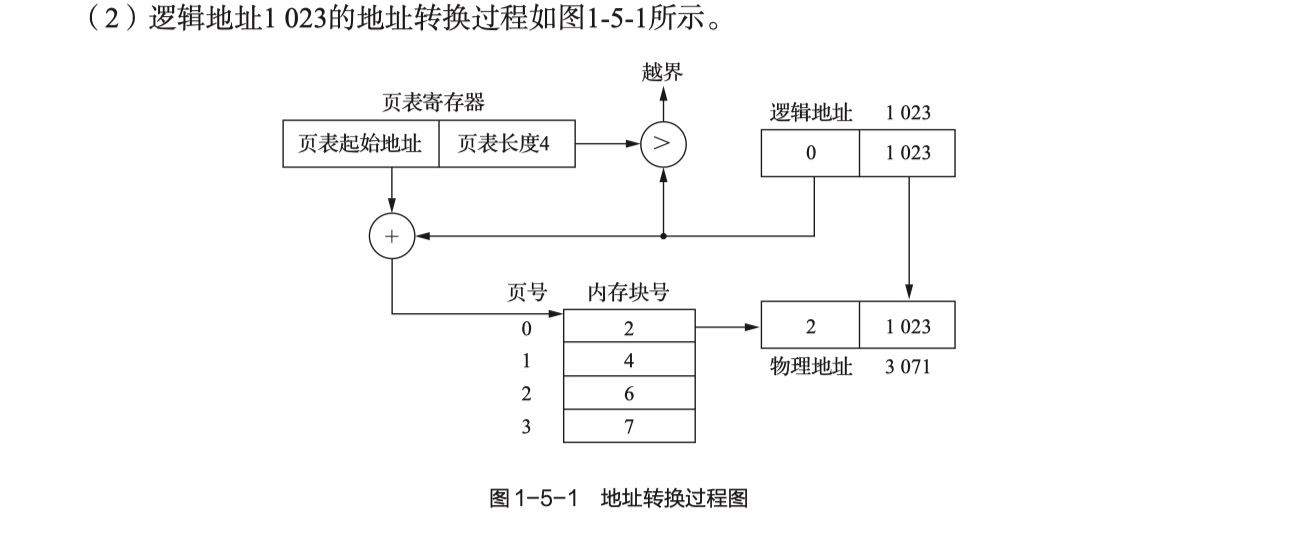 （2）逻辑地址1 023的地址转换过程如图1-5-1所示。
越界
页表寄存器
逻辑地址 1 023
页表起始地址 页表长度4 > 0 1 023
+
页号 内存块号
0 2 2 1 023
1 4 物理地址 3 071
2 6
3 7
图1-5-1 地址转换过程图